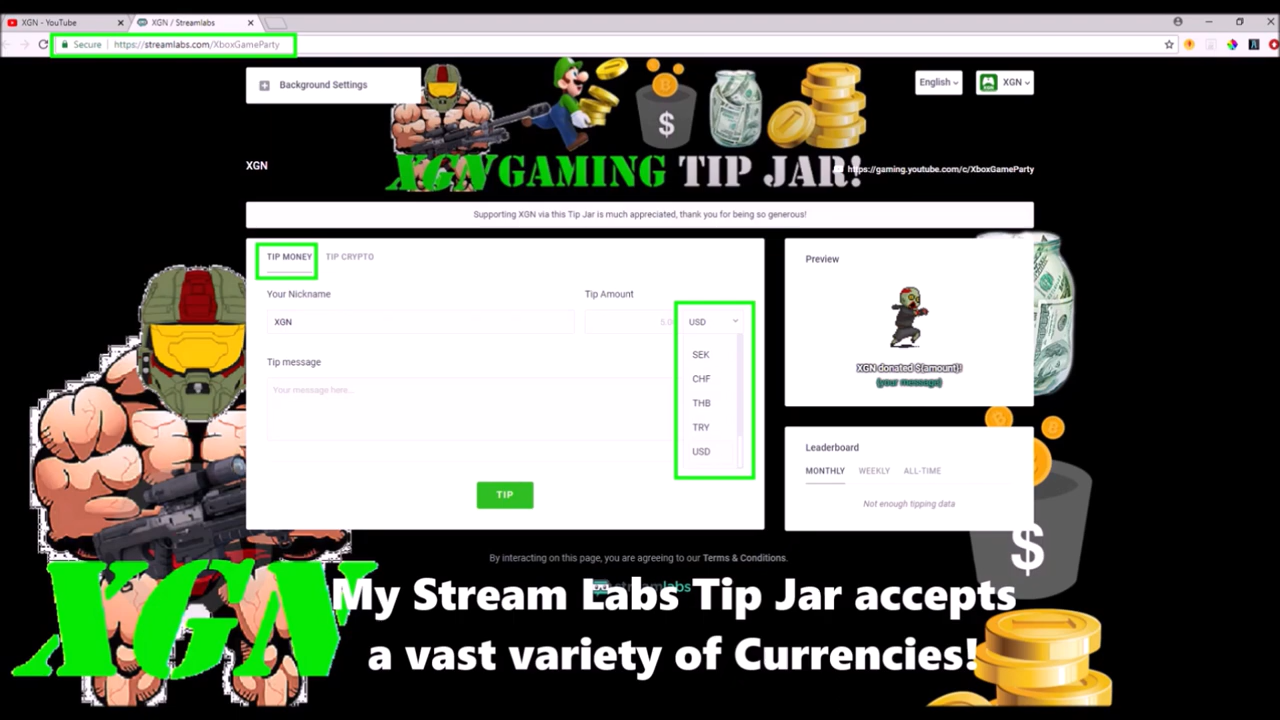 XGN - YouTube
XGN / Streamlabs
Secure
https://streamlabs.com/XboxGameParty
Background Settings
English
XGN
$
XGN GAMING TIP JAR!
XGN
https://gaming.youtube.com/c/XboxGameParty
Supporting XGN via this Tip Jar is much appreciated, thank you for being so generous!
TIP MONEY
TIP CRYPTO
Your Nickname
XGN
Tip Amount
USD
SEK
CHF
THB
TRY
USD
Tip message
Your message here...
TIP
Preview
XGN donated ${amount}!
(your message)
Leaderboard
MONTHLY
WEEKLY
ALL-TIME
Not enough tipping data
By interacting on this page, you are agreeing to our Terms & Conditions.
streamlabs
$
XGN
My Stream Labs Tip Jar accepts
a vast variety of Currencies!